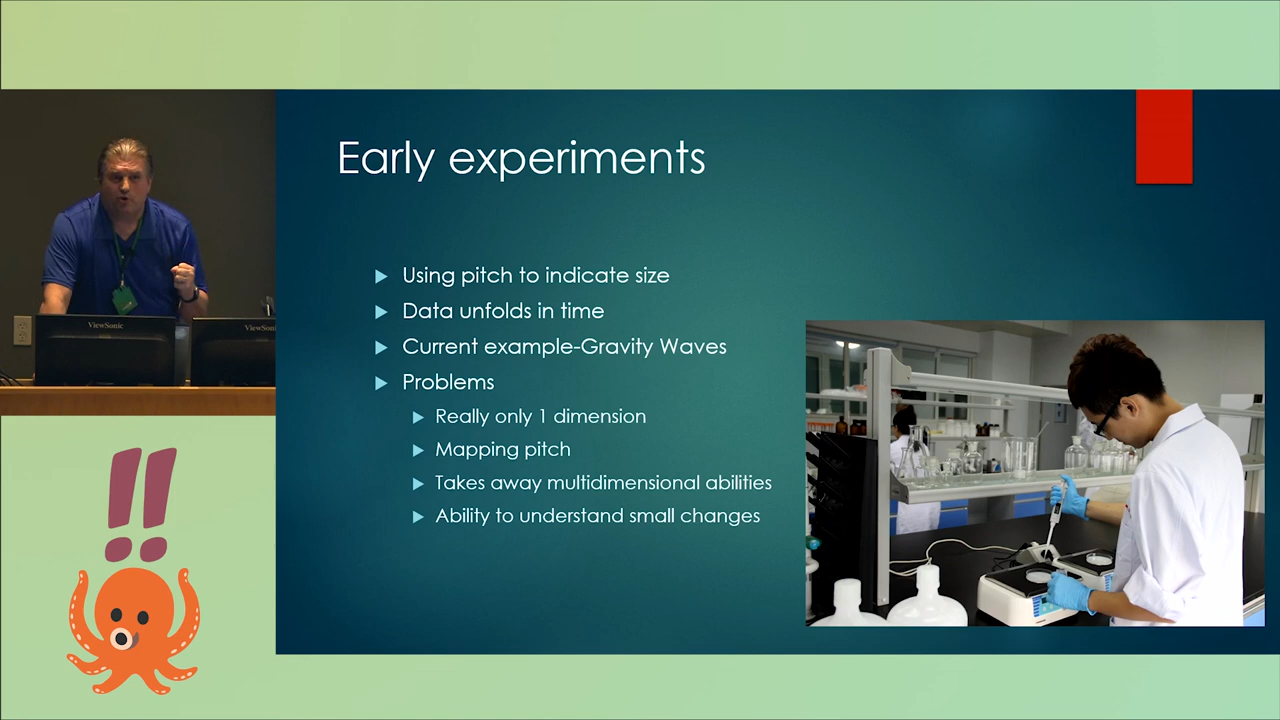 Early experiments
Using pitch to indicate size
Data unfolds in time
Current example-Gravity Waves
Problems
Really only 1 dimension
Mapping pitch
Takes away multidimensional abilities
Ability to understand small changes
ViewSonic
ViewSon
!!